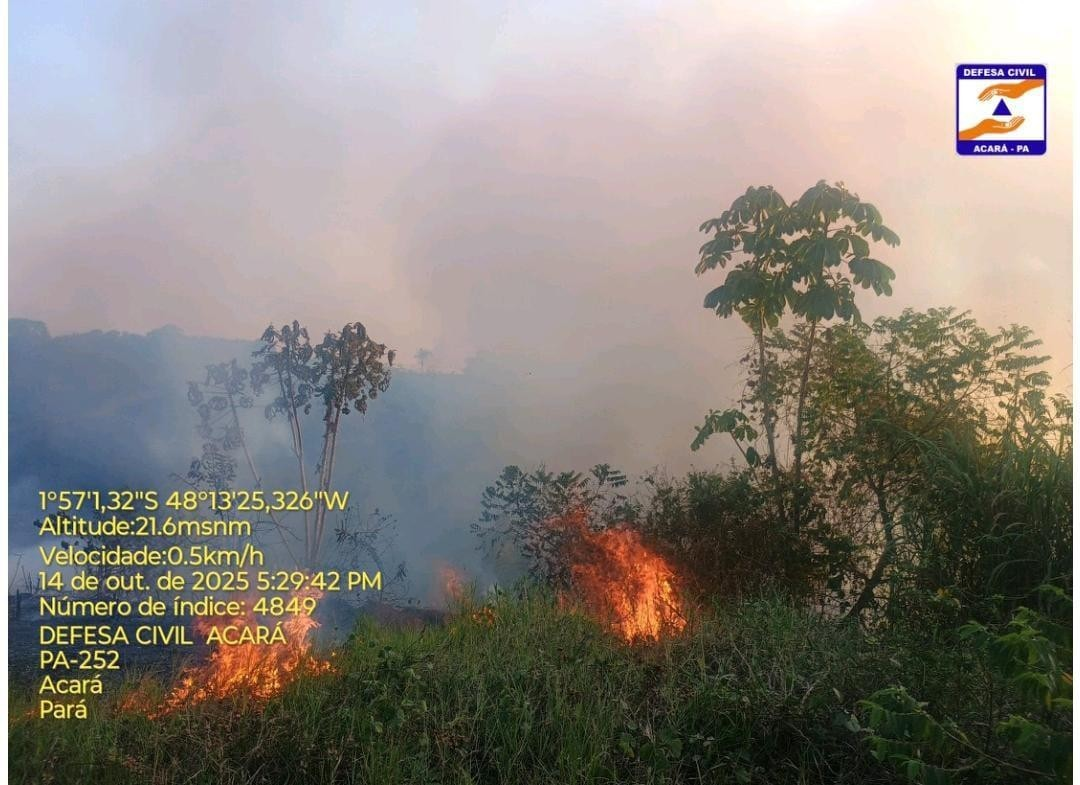 DEFESA CIVIL
ACARÁ - PA
1°57'1,32"S 48°13'25,326"W
Altitude:21.6msnm
Velocidade:0.5km/h
14 de out. de 2025 5:29:42 PM
Número de índice: 4849
DEFESA CIVIL ACARÁ
PA-252
Acará
Pará